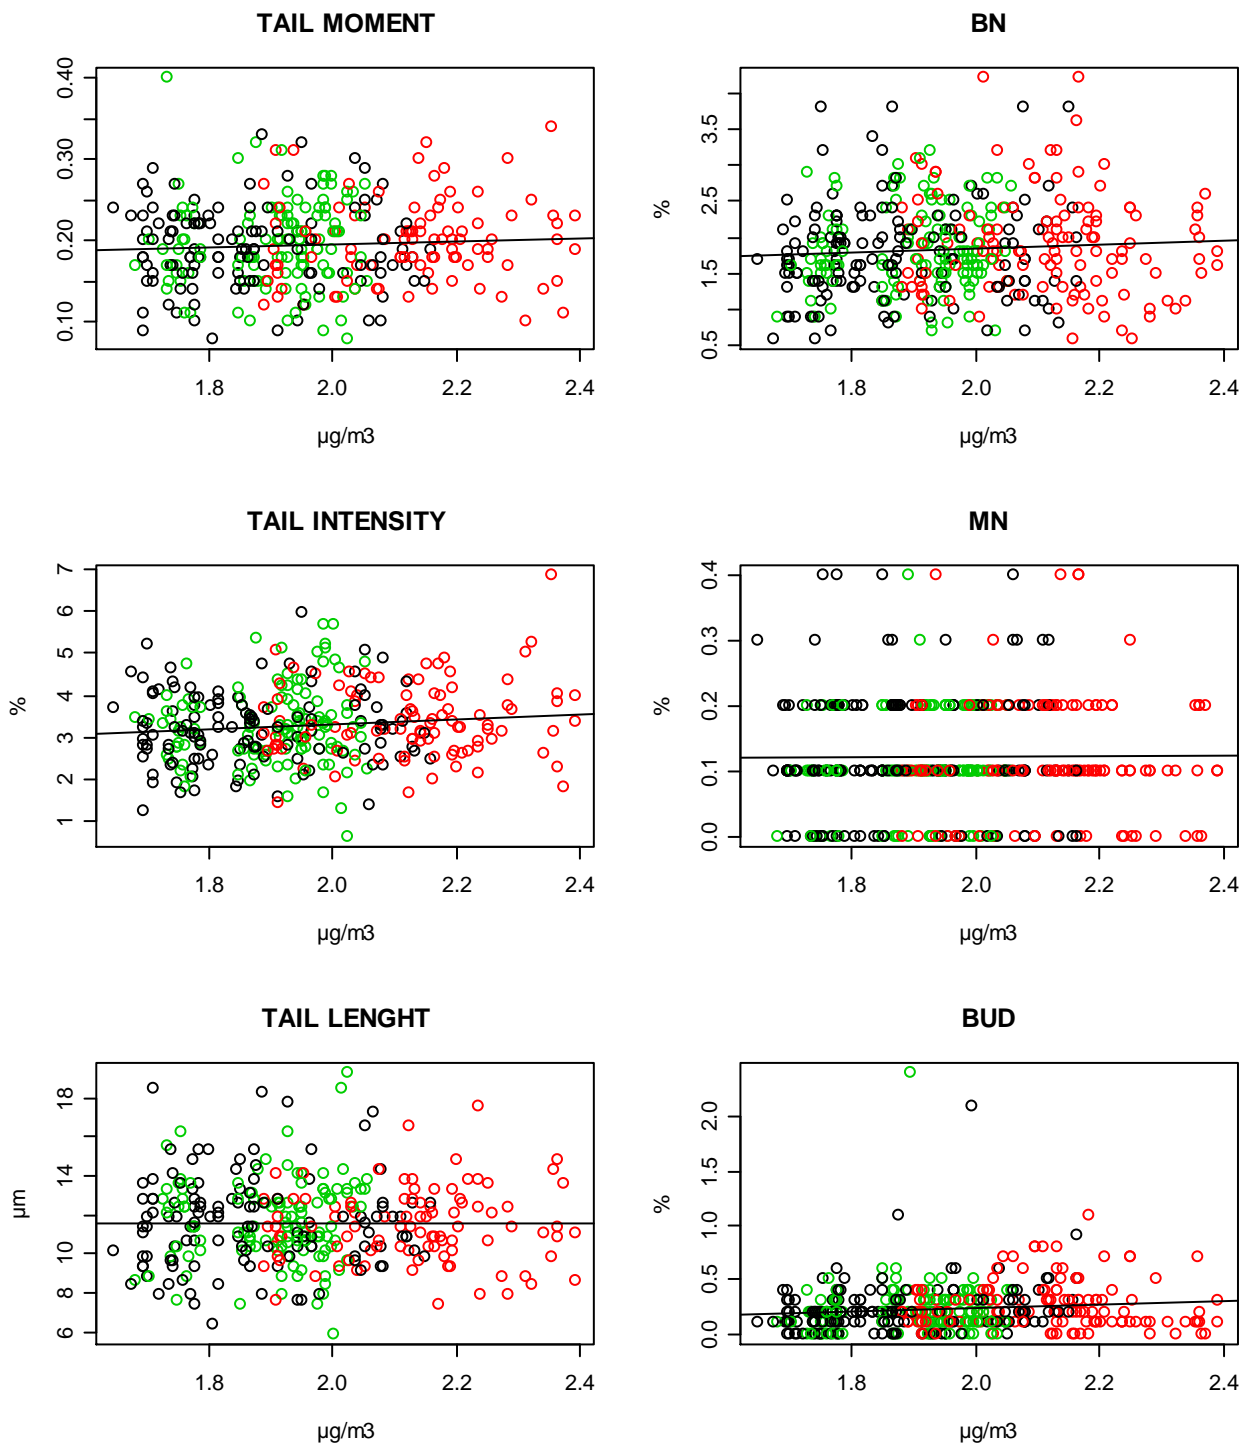 TAIL MOMENT
0.40
0.30
0.20
0.10
1.8 2.0 2.2 2.4
µg/m3
BN
%
3.5
2.5
1.5
0.5
1.8 2.0 2.2 2.4
µg/m3
TAIL INTENSITY
%
7
6
5
4
3
2
1
1.8 2.0 2.2 2.4
µg/m3
MN
%
0.4
0.3
0.2
0.1
0.0
1.8 2.0 2.2 2.4
µg/m3
TAIL LENGHT
µm
18
14
10
8
6
1.8 2.0 2.2 2.4
µg/m3
BUD
%
2.0
1.5
1.0
0.5
0.0
1.8 2.0 2.2 2.4
µg/m3